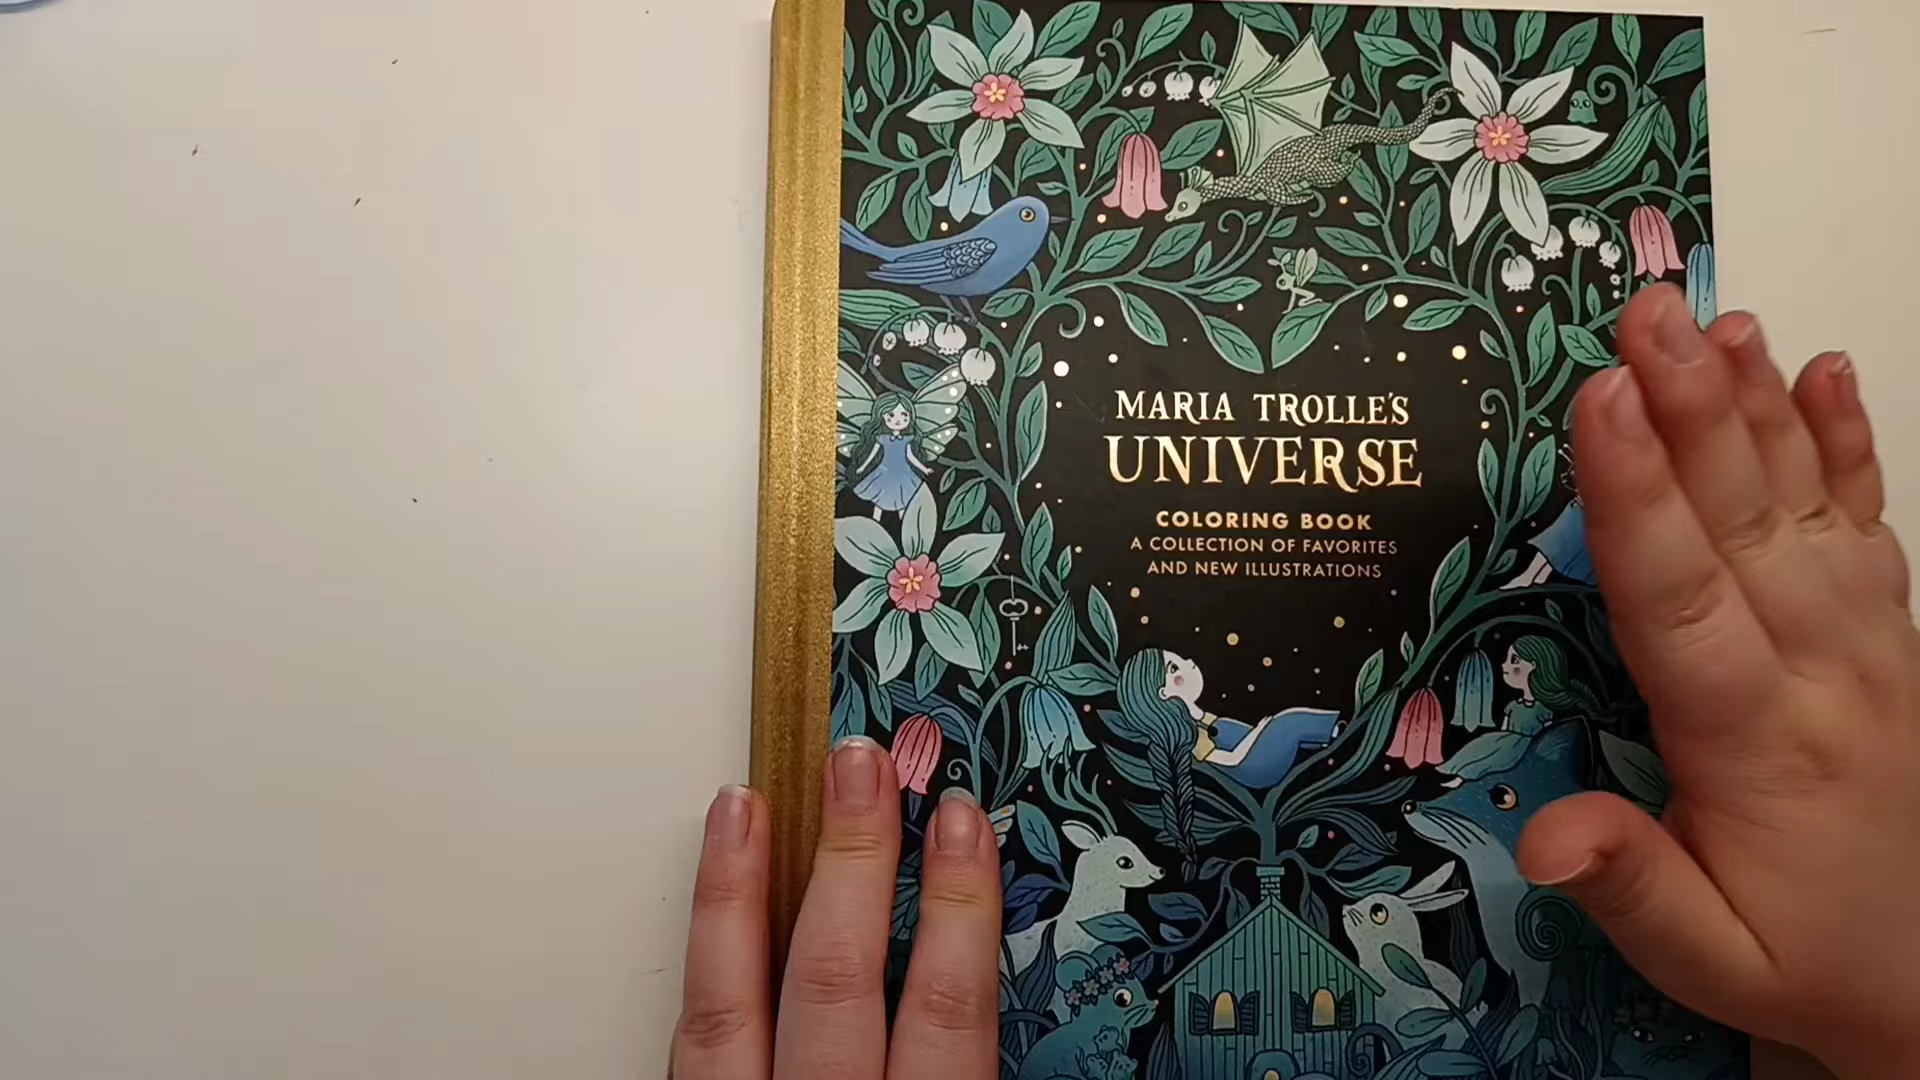 MARIA TROLLE'S
UNIVERSE
COLORING BOOK
A COLLECTION OF FAVORITES
AND NEW ILLUSTRATIONS